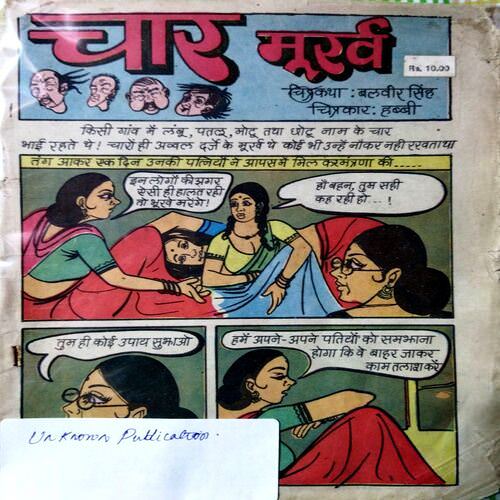 चार मूर्ख
Rs. 10.00
चित्रकथा : बलवीर सिंह
चित्रकार : हब्बी
किसी गांव में लंबू, पतलू, मोटू तथा छोटू नाम के चार
भाई रहते थे ! चारों ही अव्वल दर्जे के मूर्ख थे कोई भी उन्हें नौकर नहीं रखता था
तंग आकर एक दिन उनकी पत्नियों ने आपस में मिल कर मंत्रणा की.....
इन लोगों की अगर
ऐसी ही हालत रही
तो भूखे मरेंगे !
हाँ बहन, तुम सही
कह रही हो...!
तुम ही कोई उपाय सुझाओ
हमें अपने-अपने पतियों को समझाना
होगा कि वे बाहर जाकर
काम तलाश करें
Unknown Publication.